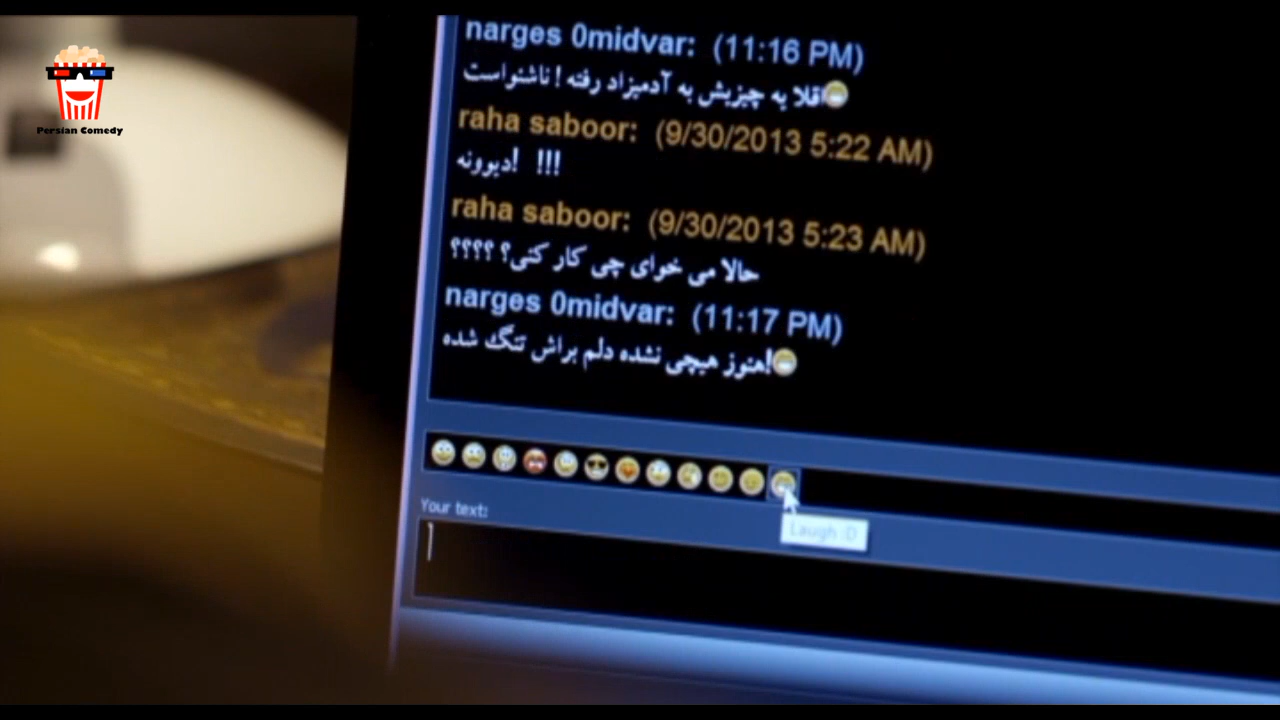 Persian Comedy
narges 0midvar: (11:16 PM)
اقلا یه چیزیش به آدمیزاد رفته ! ناشنواست
raha saboor: (9/30/2013 5:22 AM)
!دیوونه !!!
raha saboor: (9/30/2013 5:23 AM)
حالا می خوای چی کار کنی؟ ؟؟؟؟
narges 0midvar: (11:17 PM)
!هنوز هیچی نشده دلم براش تنگ شده
Your text:
Laugh :D